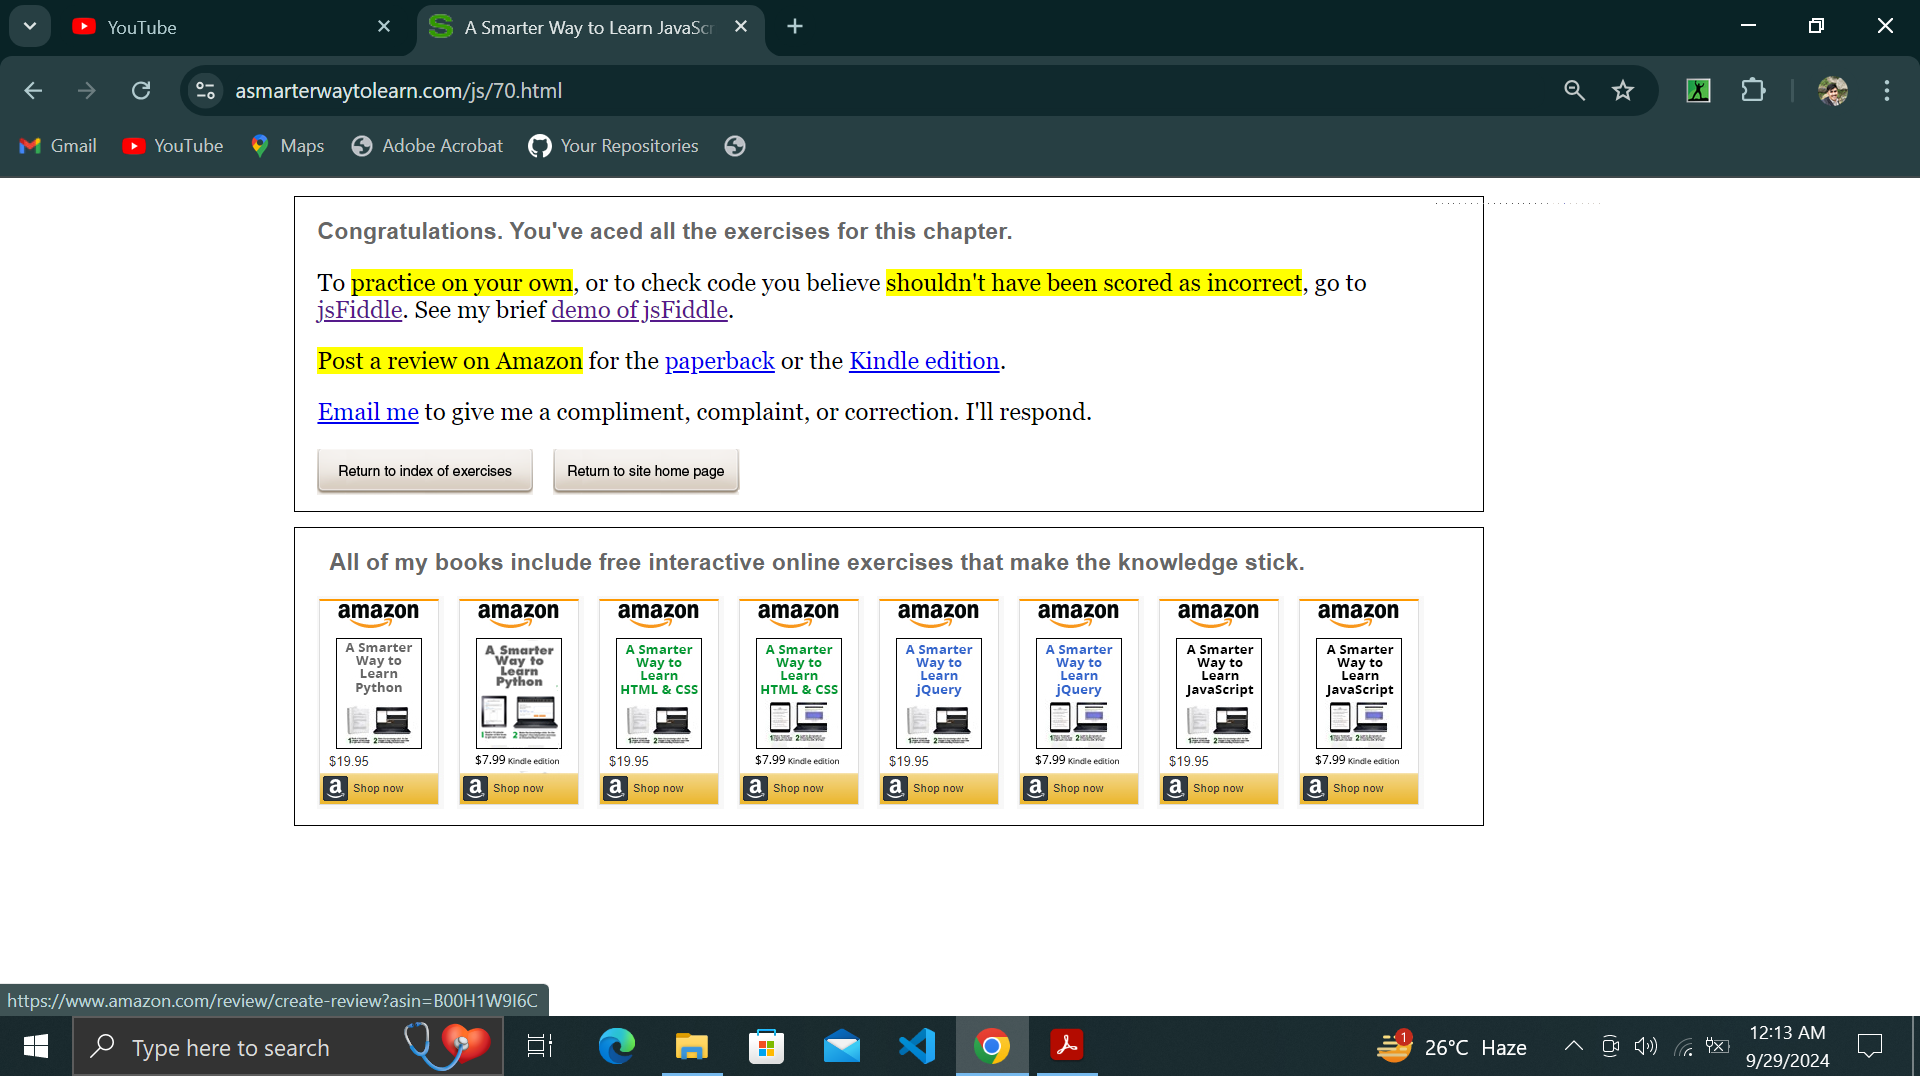 YouTube
A Smarter Way to Learn JavaScr
asmarterwaytolearn.com/js/70.html
Gmail YouTube Maps Adobe Acrobat Your Repositories
Congratulations. You've aced all the exercises for this chapter.
To practice on your own, or to check code you believe shouldn't have been scored as incorrect, go to
jsFiddle. See my brief demo of jsFiddle.
Post a review on Amazon for the paperback or the Kindle edition.
Email me to give me a compliment, complaint, or correction. I'll respond.
Return to index of exercises Return to site home page
All of my books include free interactive online exercises that make the knowledge stick.
amazon
A Smarter
Way to
Learn
Python
$19.95
Shop now
amazon
A Smarter
Way to
Learn
Python
$7.99 Kindle edition
Shop now
amazon
A Smarter
Way to
Learn
HTML & CSS
$19.95
Shop now
amazon
A Smarter
Way to
Learn
HTML & CSS
$7.99 Kindle edition
Shop now
amazon
A Smarter
Way to
Learn
jQuery
$19.95
Shop now
amazon
A Smarter
Way to
Learn
jQuery
$7.99 Kindle edition
Shop now
amazon
A Smarter
Way to
Learn
JavaScript
$19.95
Shop now
amazon
A Smarter
Way to
Learn
JavaScript
$7.99 Kindle edition
Shop now
https://www.amazon.com/review/create-review?asin=B00H1W9I6C
Type here to search
1
26°C Haze
12:13 AM
9/29/2024